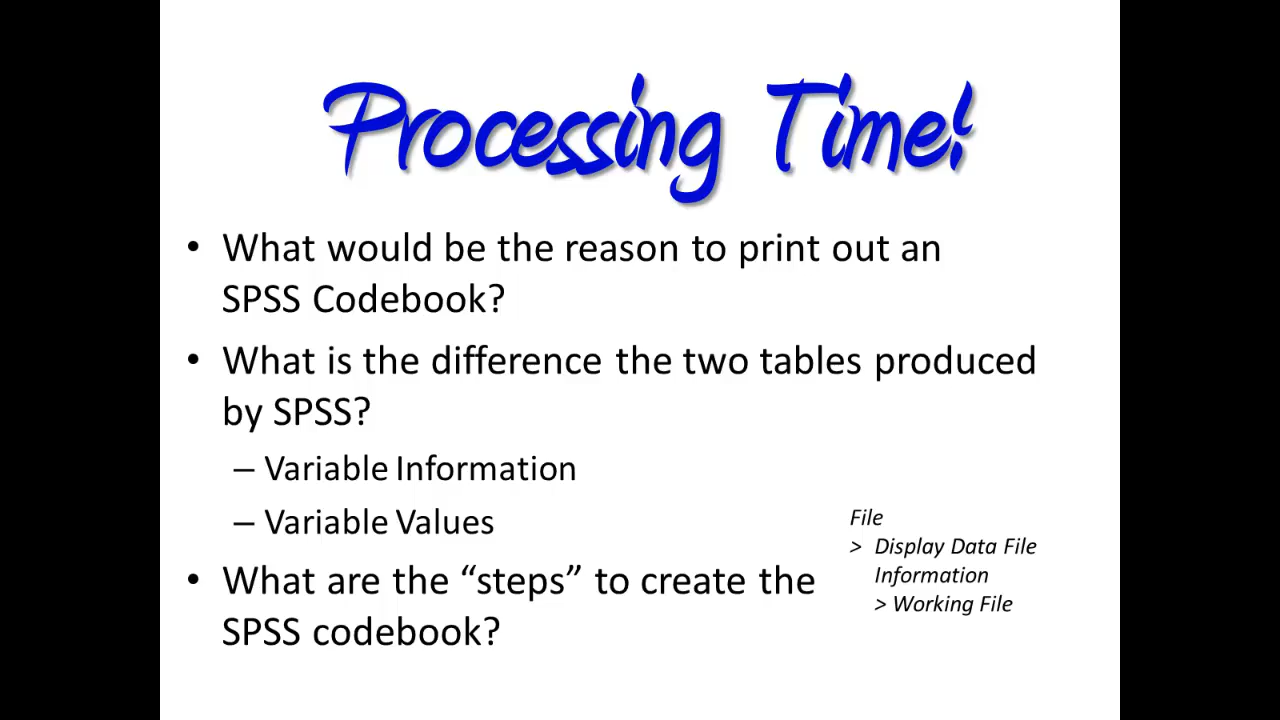 Processing Time!
• What would be the reason to print out an
SPSS Codebook?
• What is the difference the two tables produced
by SPSS?
– Variable Information
– Variable Values
• What are the “steps” to create the
SPSS codebook?
File
> Display Data File
Information
> Working File